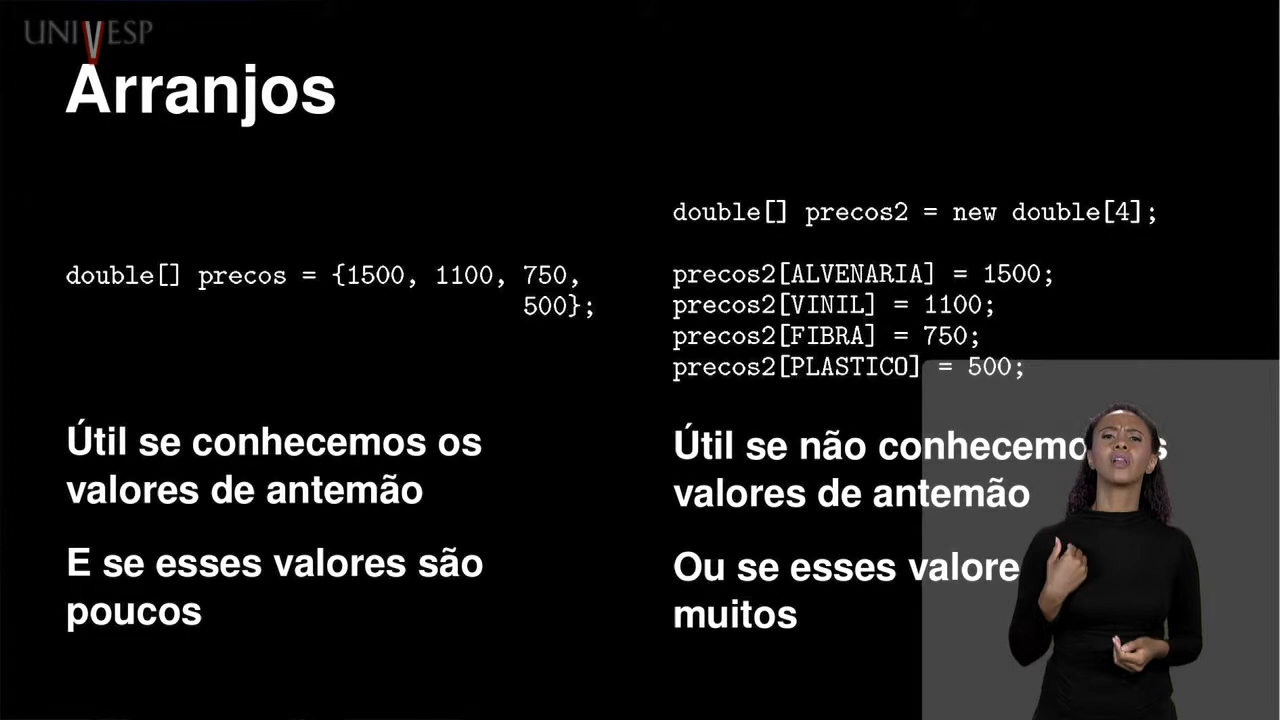 UNIVESP
Arranjos
double[] precos = {1500, 1100, 750,
500};
Útil se conhecemos os
valores de antemão
E se esses valores são
poucos
double[] precos2 = new double[4];
precos2[ALVENARIA] = 1500;
precos2[VINIL] = 1100;
precos2[FIBRA] = 750;
precos2[PLASTICO] = 500;
Útil se não conhecemos os
valores de antemão
Ou se esses valore
muitos